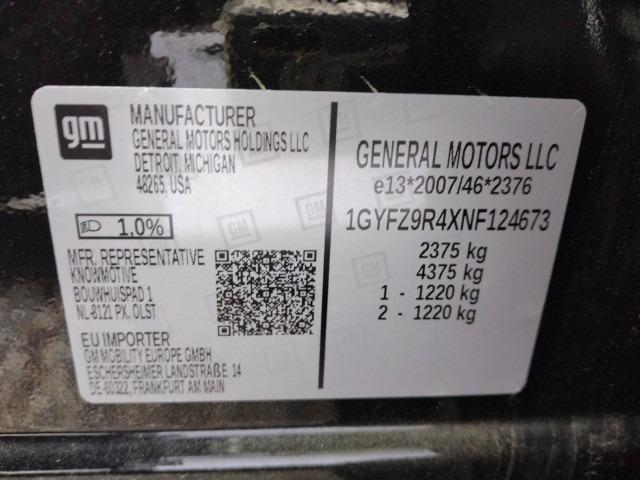 gm
MANUFACTURER
GENERAL MOTORS HOLDINGS LLC
DETROIT, MICHIGAN
48265, USA
1.0%
MFR. REPRESENTATIVE
KNOWMOTIVE
BOUWHUISPAD 1
NL-8121 PX, OLST
EU IMPORTER
GM MOBILITY EUROPE GMBH
ESCHERSHEIMER LANDSTRAßE 14
DE-60322, FRANKFURT AM MAIN
GENERAL MOTORS LLC
e13*2007/46*2376
1GYFZ9R4XNF124673
2375 kg
4375 kg
1 - 1220 kg
2 - 1220 kg